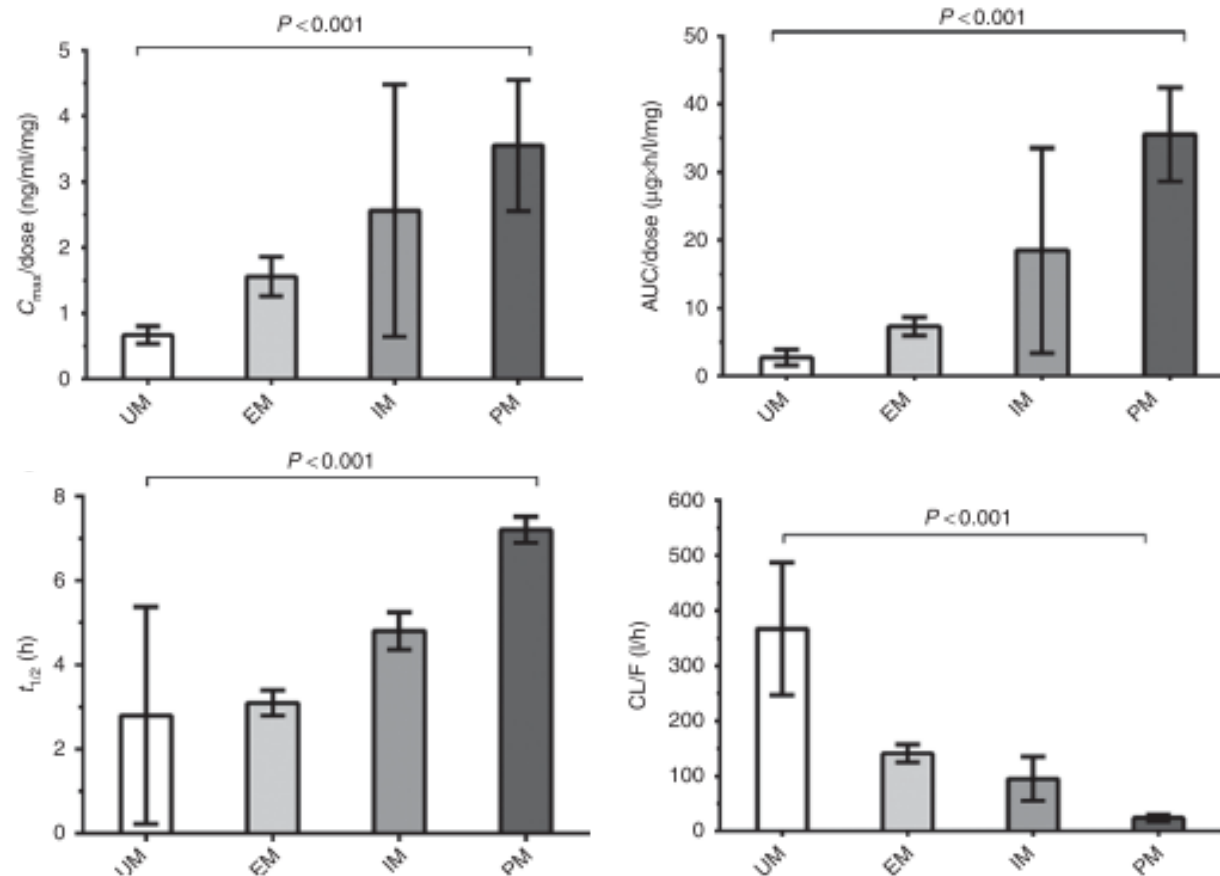 P<0.001
5
4
3
2
1
0
Cmax/dose (ng/ml/mg)
UM
EM
IM
PM
P<0.001
50
40
30
20
10
0
AUC/dose (µg×h/l/mg)
UM
EM
IM
PM
P<0.001
8
6
4
2
0
t1/2 (h)
UM
EM
IM
PM
P<0.001
600
500
400
300
200
100
0
CL/F (l/h)
UM
EM
IM
PM